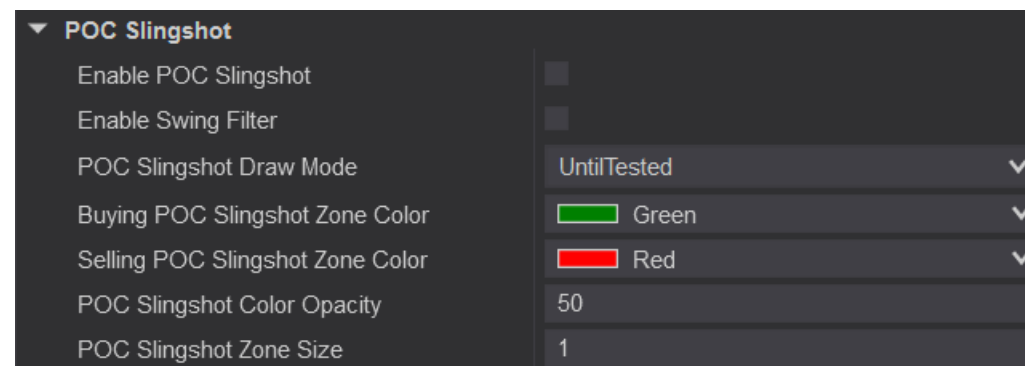 POC Slingshot
Enable POC Slingshot
Enable Swing Filter
POC Slingshot Draw Mode UntilTested
Buying POC Slingshot Zone Color Green
Selling POC Slingshot Zone Color Red
POC Slingshot Color Opacity 50
POC Slingshot Zone Size 1